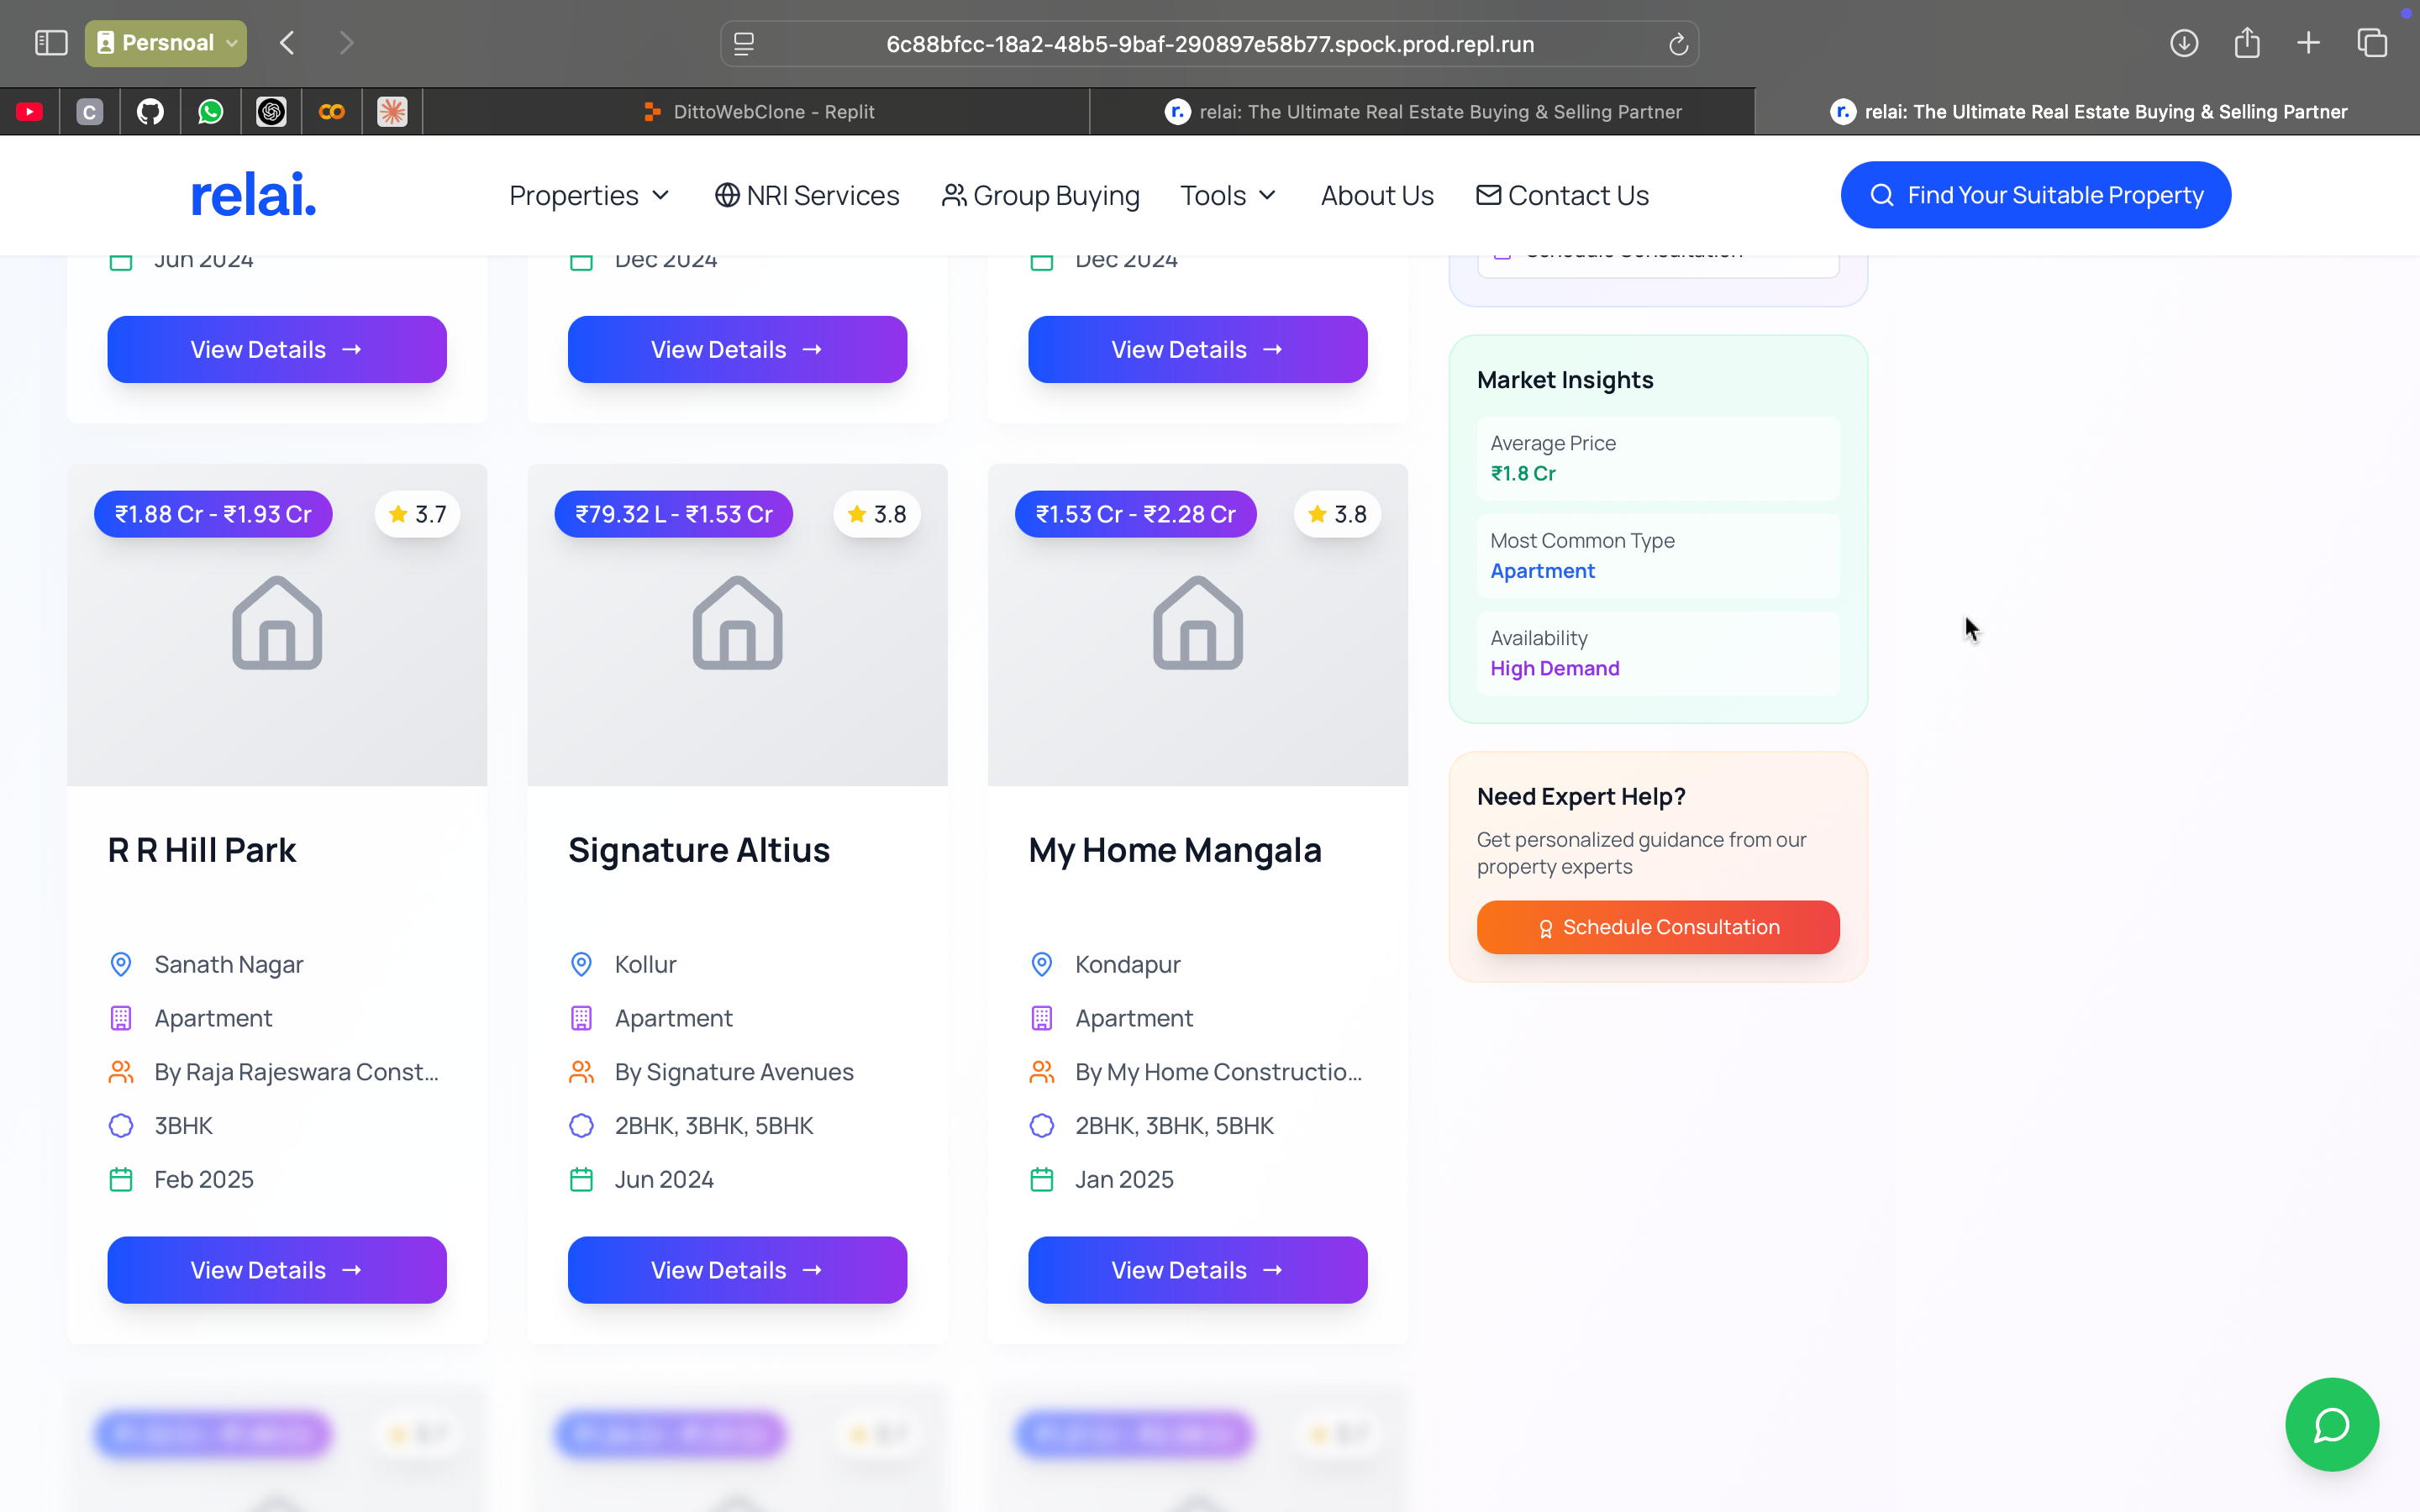 Persnoal
6c88bfcc-18a2-48b5-9baf-290897e58b77.spock.prod.repl.run
C
DittoWebClone - Replit
r. relai: The Ultimate Real Estate Buying & Selling Partner
r. relai: The Ultimate Real Estate Buying & Selling Partner
relai.
Properties
NRI Services
Group Buying
Tools
About Us
Contact Us
Find Your Suitable Property
Jun 2024
Dec 2024
Dec 2024
Schedule Consultation
View Details →
View Details →
View Details →
Market Insights
Average Price
₹1.8 Cr
Most Common Type
Apartment
Availability
High Demand
Need Expert Help?
Get personalized guidance from our
property experts
Schedule Consultation
₹1.88 Cr - ₹1.93 Cr
3.7
R R Hill Park
Sanath Nagar
Apartment
By Raja Rajeswara Const...
3BHK
Feb 2025
View Details →
₹79.32 L - ₹1.53 Cr
3.8
Signature Altius
Kollur
Apartment
By Signature Avenues
2BHK, 3BHK, 5BHK
Jun 2024
View Details →
₹1.53 Cr - ₹2.28 Cr
3.8
My Home Mangala
Kondapur
Apartment
By My Home Constructio...
2BHK, 3BHK, 5BHK
Jan 2025
View Details →